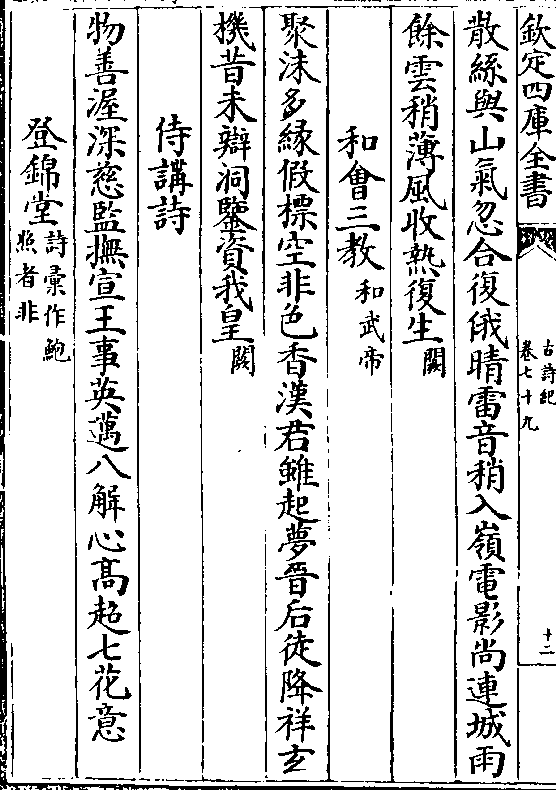 欽定四庫全書
古詩紀
卷七十九
十二
散絲與山氣忽合復俄晴雷音稍入嶺電影尚連城雨
餘雲稍薄風收熱復生闕
和會三教和武帝
聚沫多緣假標空非色香漢君雖起夢晉后徒降祥玄
機昔未辯洞鑒資我皇闕
侍講詩
物善渥深慈監撫宣王事英邁八解心高超七花意
登錦堂詩彙作鮑
照者非